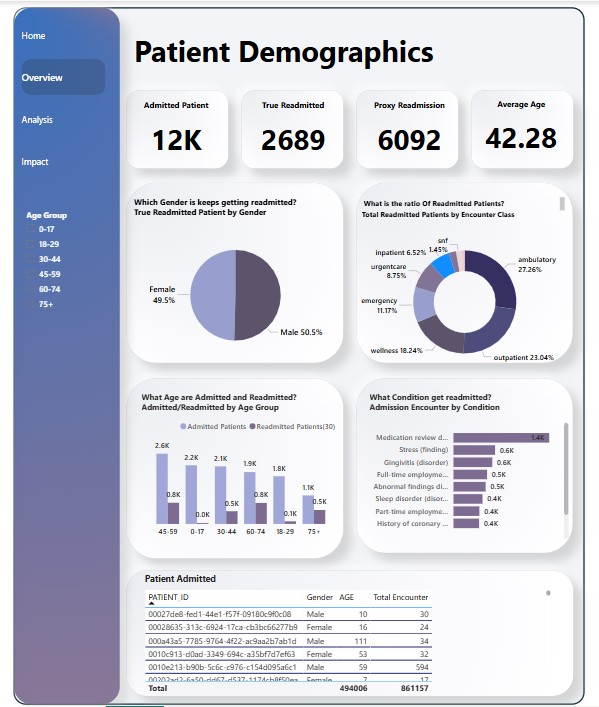 Home
Overview
Analysis
Impact
Age Group
0-17
18-29
30-44
45-59
60-74
75+
Patient Demographics
Admitted Patient
12K
True Readmitted
2689
Proxy Readmission
6092
Average Age
42.28
Which Gender is keeps getting readmitted?
True Readmitted Patient by Gender
Female
49.5%
Male 50.5%
What is the ratio Of Readmitted Patients?
Total Readmitted Patients by Encounter Class
snf
1.45%
inpatient 6.52%
urgentcare
8.75%
emergency
11.17%
wellness 18.24%
ambulatory
27.26%
outpatient 23.04%
What Age are Admitted and Readmitted?
Admitted/Readmitted by Age Group
Admitted Patients Readmitted Patients(30)
2.6K 0.8K
2.2K 0.0K
2.1K 0.5K
1.9K 0.8K
1.8K 0.1K
1.1K 0.5K
45-59 0-17 30-44 60-74 18-29 75+
What Condition get readmitted?
Admission Encounter by Condition
Medication review d... 1.4K
Stress (finding) 0.6K
Gingivitis (disorder) 0.6K
Full-time employme... 0.5K
Abnormal findings di... 0.5K
Sleep disorder (disor... 0.4K
Part-time employme... 0.4K
History of coronary ... 0.4K
Patient Admitted
PATIENT_ID Gender AGE Total Encounter
00027de8-fed1-44e1-f57f-09180c9f0c08 Male 10 30
00028635-313c-6924-17ca-cb3bc66277b9 Female 16 24
000a43a5-7785-9764-4f22-ac9aa2b7ab1d Male 111 34
0010c913-d0ad-3349-694c-a35bf7d7ef63 Female 53 32
0010e213-b90b-5c6c-c976-c154d095a6c1 Male 59 594
Female 7 17
Total 494006 861157